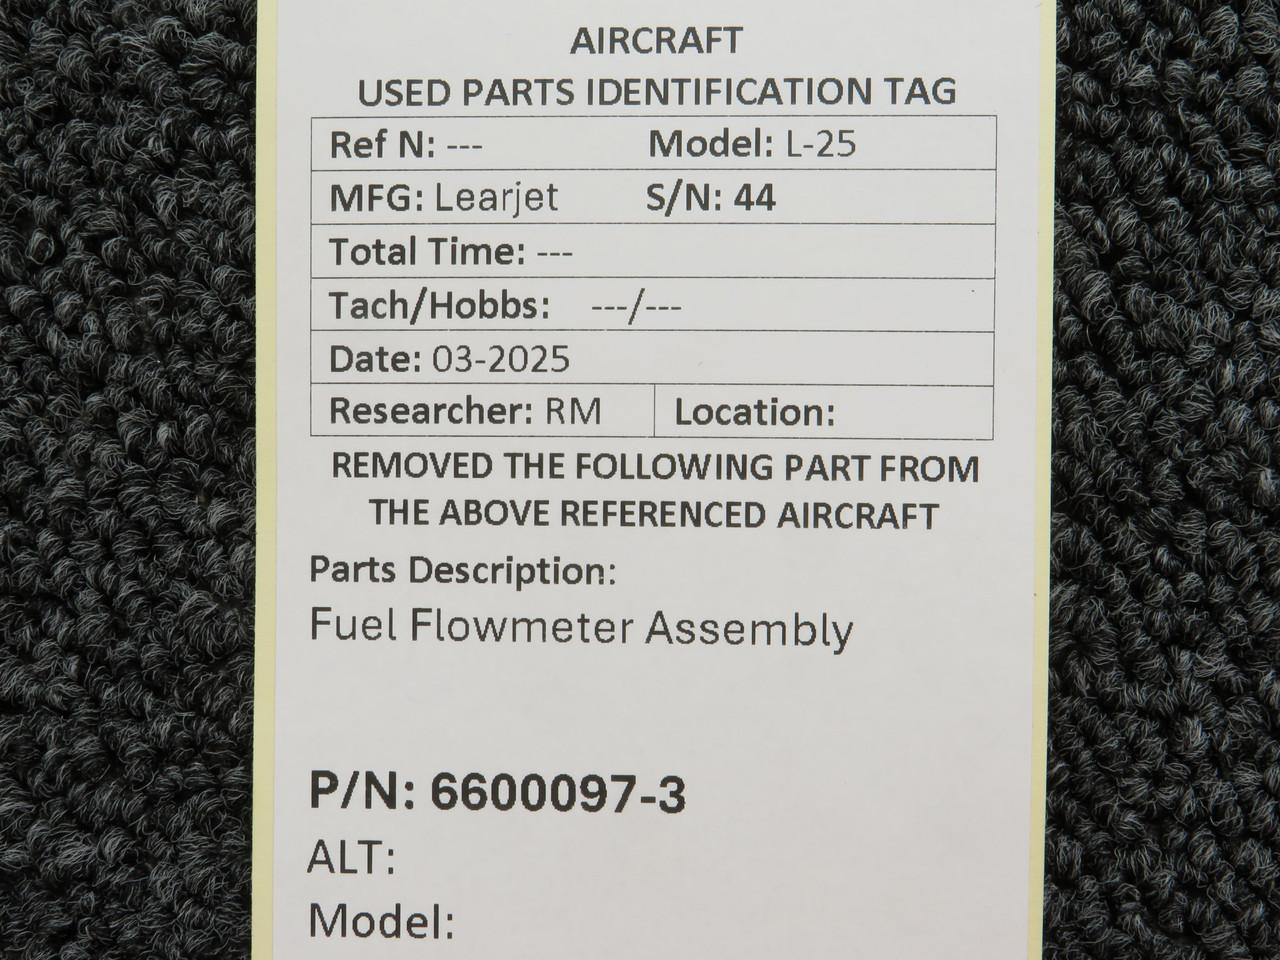 AIRCRAFT
USED PARTS IDENTIFICATION TAG
Ref N: --- Model: L-25
MFG: Learjet S/N: 44
Total Time: ---
Tach/Hobbs: ---/---
Date: 03-2025
Researcher: RM Location:
REMOVED THE FOLLOWING PART FROM
THE ABOVE REFERENCED AIRCRAFT
Parts Description:
Fuel Flowmeter Assembly
P/N: 6600097-3
ALT:
Model: